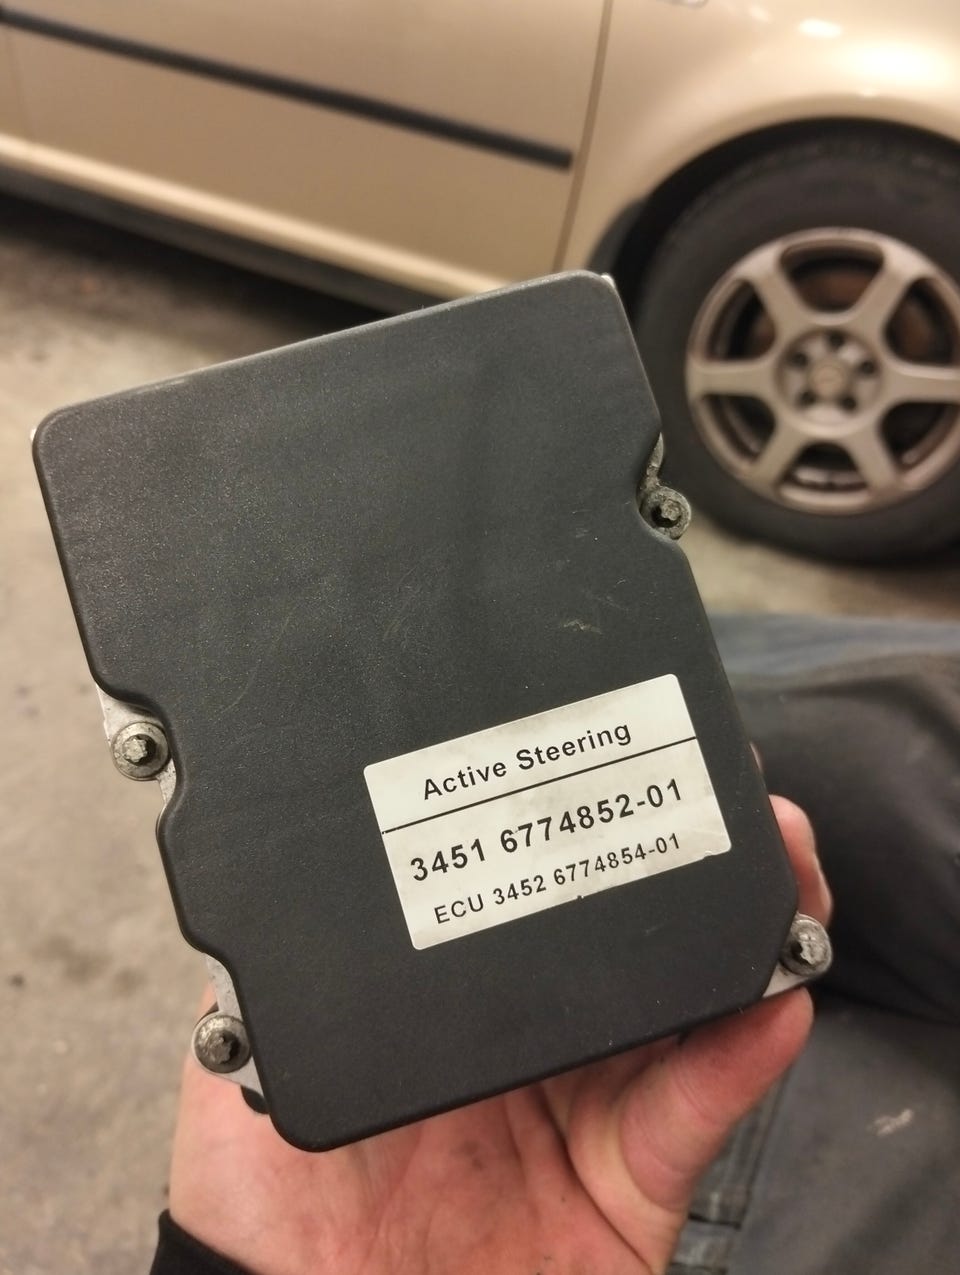 Active Steering
3451 6774852-01
ECU 3452 6774854-01